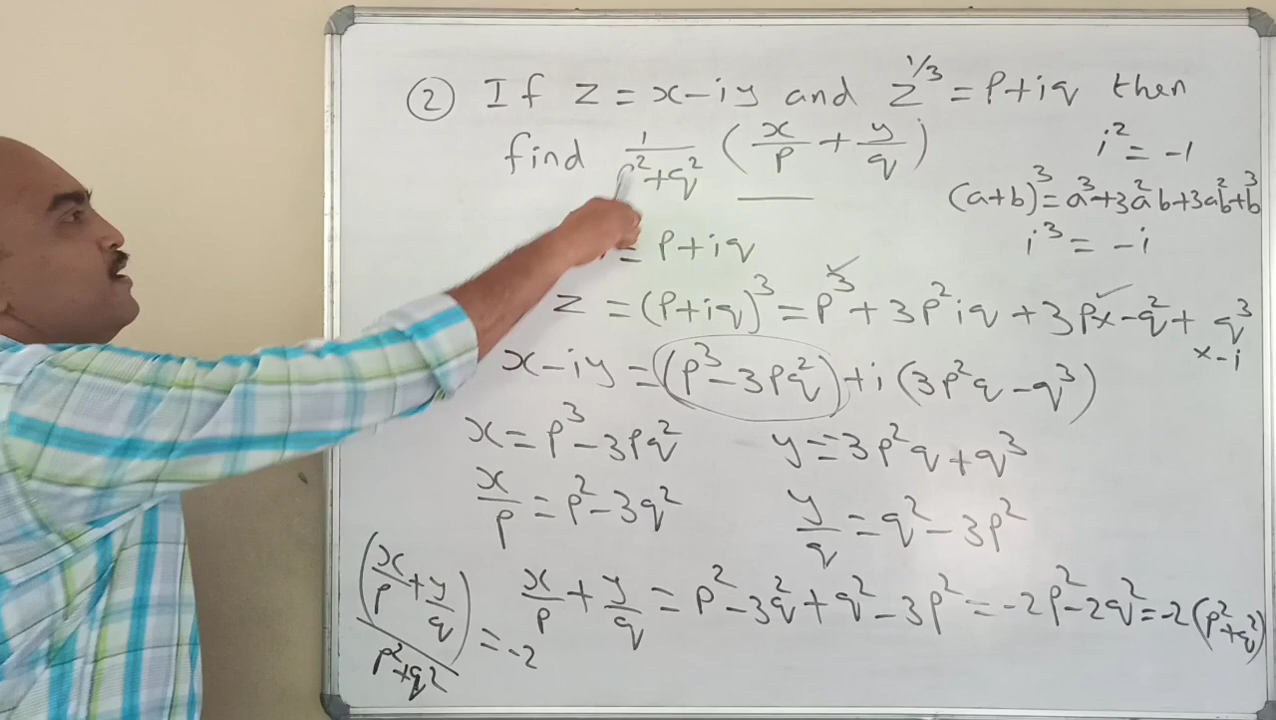 ② If z = x-iy and z^1/3 = p+iq then
find 1/p²+q² (x/p + y/q)
i² = -1
(a+b)³ = a³+3a²b+3ab²+b³
i³ = -i
= p+iq
z = (p+iq)³ = p³ + 3p²iq + 3px-q² + q³x-i
x-iy = (p³-3pq²)+i(3p²q-q³)
x = p³-3pq²
y = -3p²q+q³
x/p = p²-3q²
y/q = q²-3p²
x/p + y/q = p²-3q²+q²-3p² = -2p²-2q² = -2(p²+q²)
(x/p + y/q)/p²+q² = -2